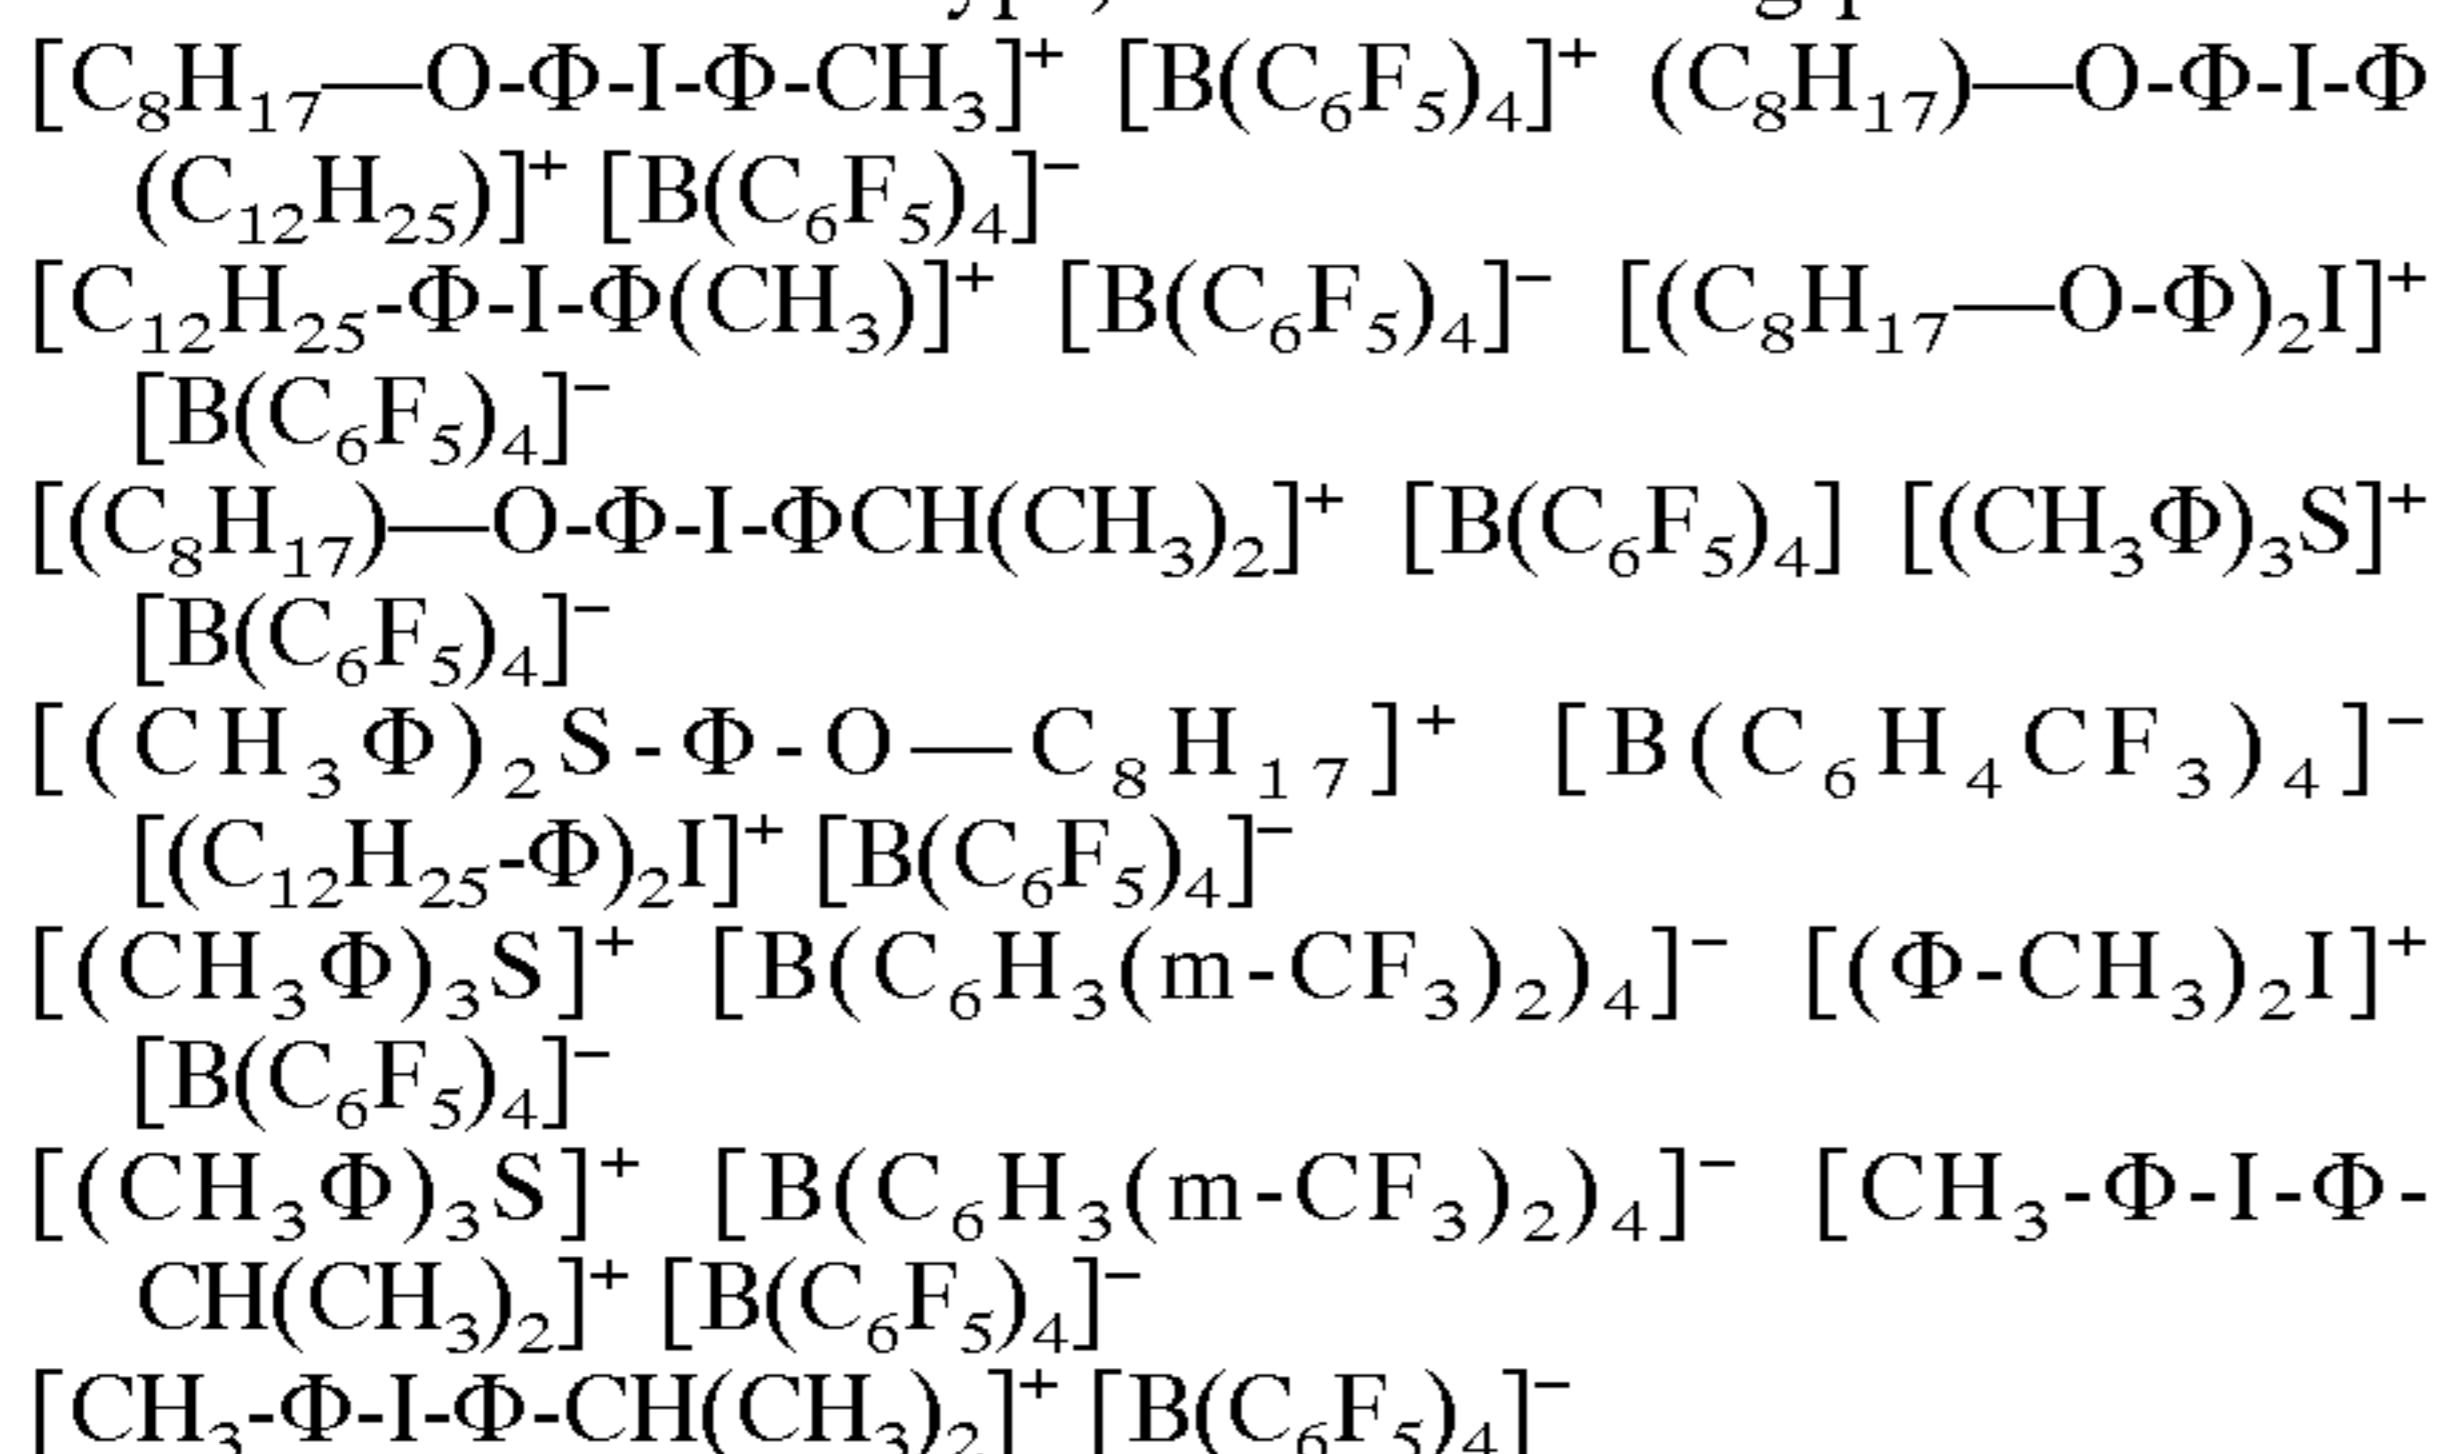 [C₈H₁₇—O-Φ-I-Φ-CH₃]⁺ [B(C₆F₅)₄]⁺ (C₈H₁₇)—O-Φ-I-Φ
(C₁₂H₂₅)]⁺ [B(C₆F₅)₄]⁻
[C₁₂H₂₅-Φ-I-Φ(CH₃)]⁺ [B(C₆F₅)₄]⁻ [(C₈H₁₇—O-Φ)₂I]⁺
[B(C₆F₅)₄]⁻
[(C₈H₁₇)—O-Φ-I-ΦCH(CH₃)₂]⁺ [B(C₆F₅)₄] [(CH₃Φ)₃S]⁺
[B(C₆F₅)₄]⁻
[(CH₃Φ)₂S-Φ-O—C₈H₁₇]⁺ [B(C₆H₄CF₃)₄]⁻
[(C₁₂H₂₅-Φ)₂I]⁺ [B(C₆F₅)₄]⁻
[(CH₃Φ)₃S]⁺ [B(C₆H₃(m-CF₃)₂)₄]⁻ [(Φ-CH₃)₂I]⁺
[B(C₆F₅)₄]⁻
[(CH₃Φ)₃S]⁺ [B(C₆H₃(m-CF₃)₂)₄]⁻ [CH₃-Φ-I-Φ-
CH(CH₃)₂]⁺ [B(C₆F₅)₄]⁻
[CH₃-Φ-I-Φ-CH(CH₃)₂]⁺ [B(C₆F₅)₄]⁻